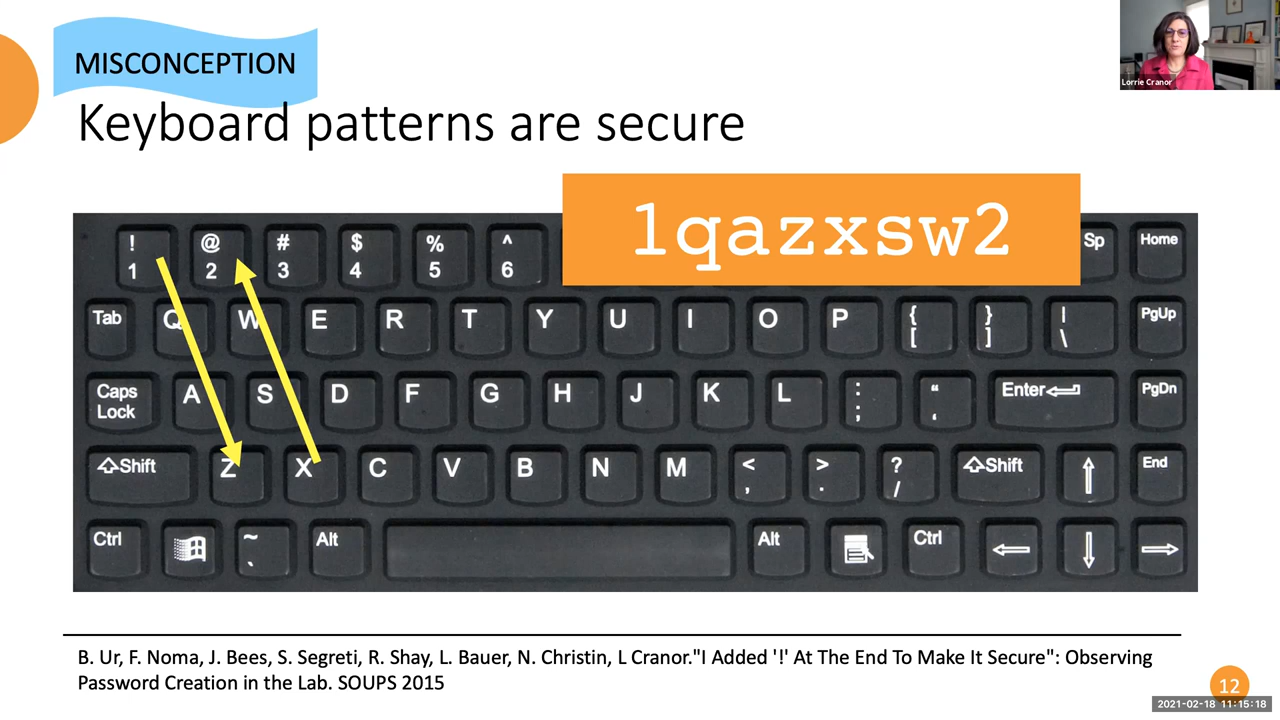 MISCONCEPTION
Keyboard patterns are secure
Lorrie Cranor
1qazxsw2
! @ # $ % ^
1 2 3 4 5 6 Sp Home
Tab Q W E R T Y U I O P { [ } ] | \ PgUp
Caps Lock A S D F G H J K L : ; “ ‘ Enter PgDn
Shift Z X C V B N M < , > . ? / Shift End
Ctrl ~ ` Alt Alt Ctrl
B. Ur, F. Noma, J. Bees, S. Segreti, R. Shay, L. Bauer, N. Christin, L Cranor."I Added '!' At The End To Make It Secure": Observing
Password Creation in the Lab. SOUPS 2015
12
2021-02-18 11:15:18